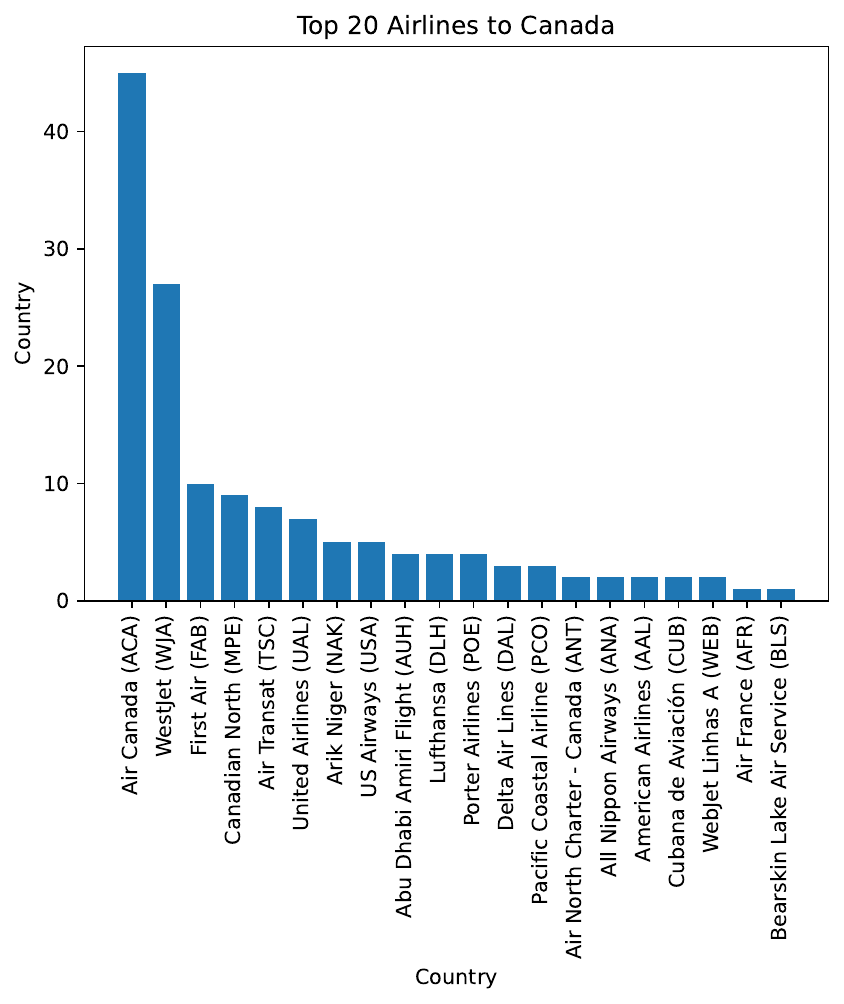 Top 20 Airlines to Canada
Country
40
30
20
10
0
Air Canada (ACA)
WestJet (WJA)
First Air (FAB)
Canadian North (MPE)
Air Transat (TSC)
United Airlines (UAL)
Arik Niger (NAK)
US Airways (USA)
Abu Dhabi Amiri Flight (AUH)
Lufthansa (DLH)
Porter Airlines (POE)
Delta Air Lines (DAL)
Pacific Coastal Airline (PCO)
Air North Charter - Canada (ANT)
All Nippon Airways (ANA)
American Airlines (AAL)
Cubana de Aviación (CUB)
WebJet Linhas A (WEB)
Air France (AFR)
Bearskin Lake Air Service (BLS)
Country